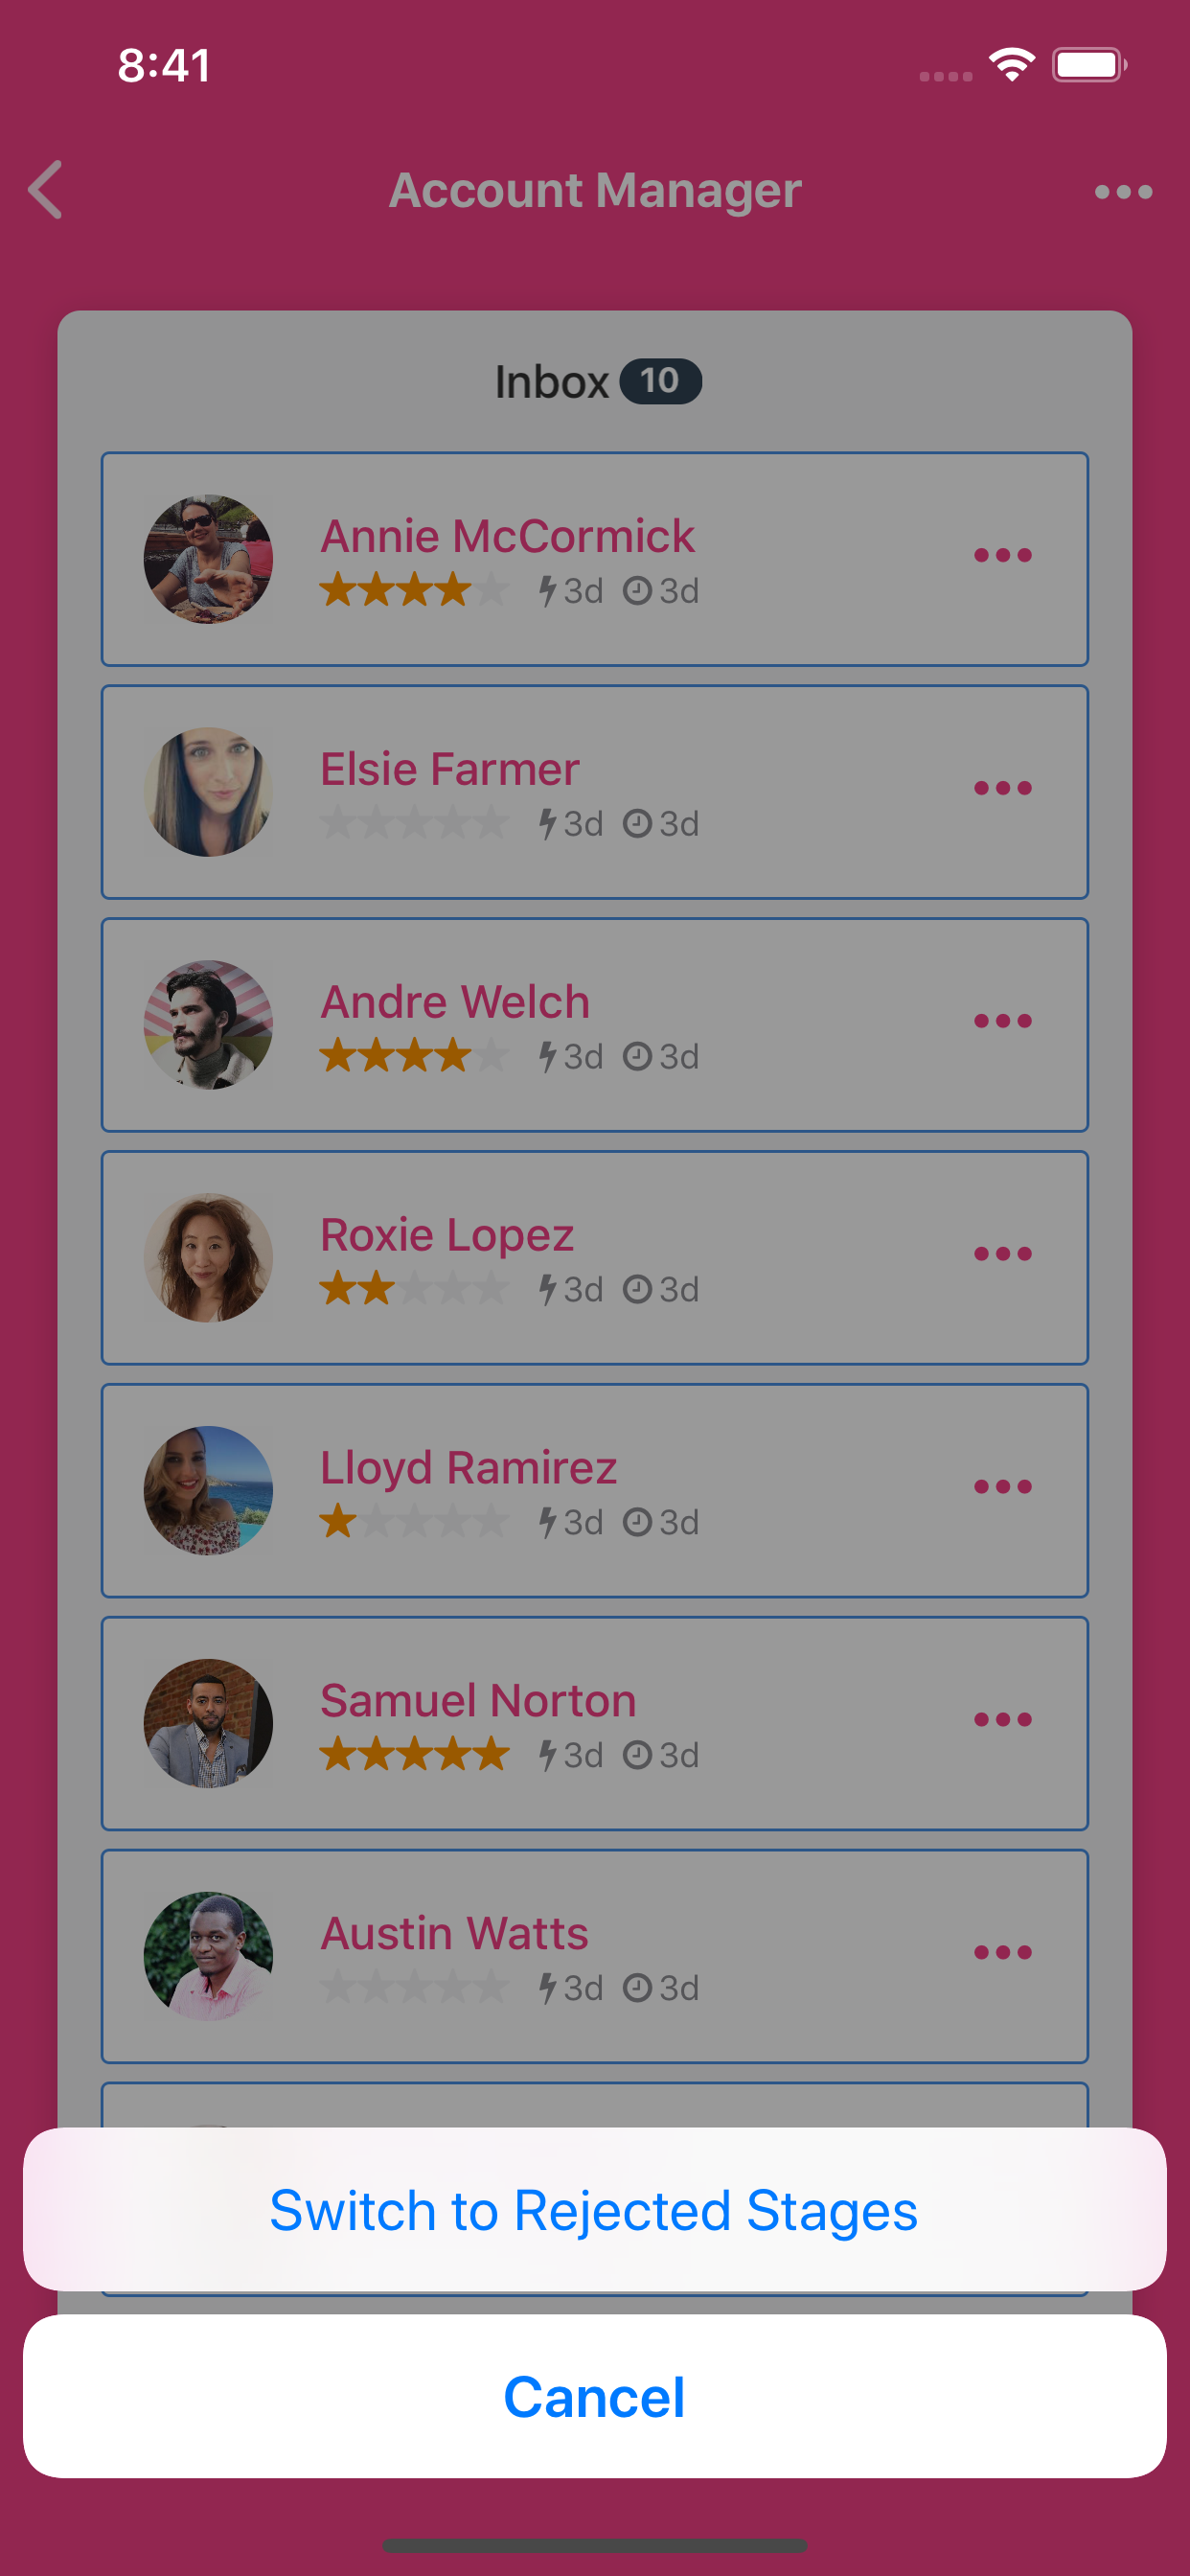 8:41
Account Manager
Inbox 10
Annie McCormick
3d 3d
Elsie Farmer
3d 3d
Andre Welch
3d 3d
Roxie Lopez
3d 3d
Lloyd Ramirez
3d 3d
Samuel Norton
3d 3d
Austin Watts
3d 3d
Switch to Rejected Stages
Cancel